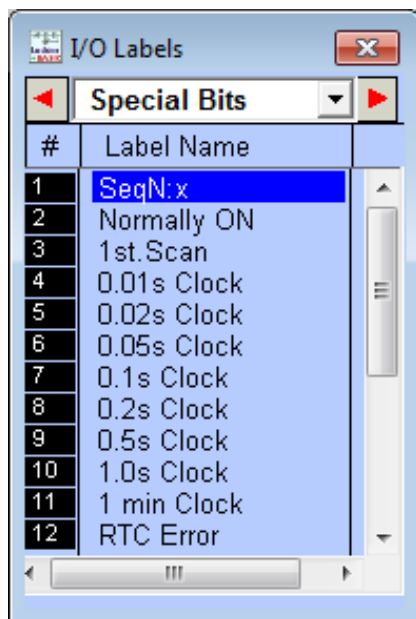 I/O Labels
Special Bits
# Label Name
1 SeqN:x
2 Normally ON
3 1st.Scan
4 0.01s Clock
5 0.02s Clock
6 0.05s Clock
7 0.1s Clock
8 0.2s Clock
9 0.5s Clock
10 1.0s Clock
11 1 min Clock
12 RTC Error